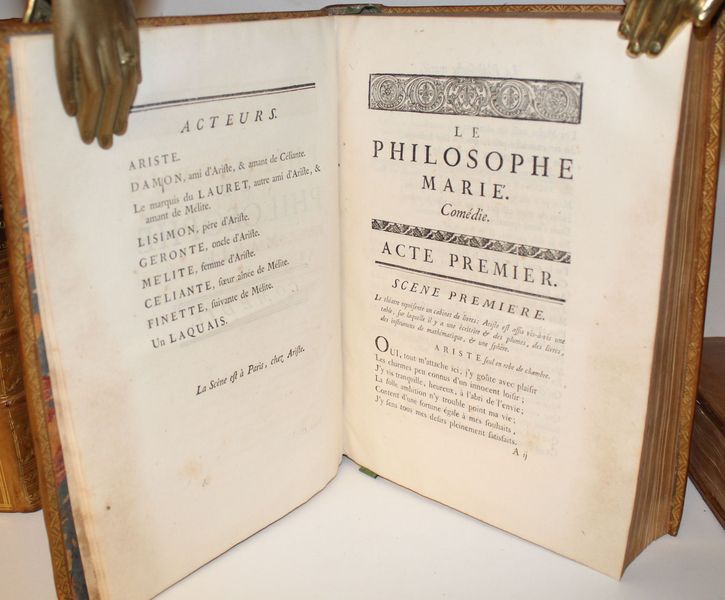 ACTEURS.
ARISTE.
DAMON, ami d'Ariste, & amant de Céliante.
Le marquis du LAURET, autre ami d'Ariste, &
amant de Mélite.
LISIMON, pére d'Ariste.
GERONTE, oncle d'Ariste.
MELITE, femme d'Ariste.
CELIANTE, sœur aînée de Mélite.
FINETTE, suivante de Mélite.
Un LAQUAIS.
La Scéne est à Paris, chez Ariste.
LE
PHILOSOPHE
MARIÉ.
Comédie.
ACTE PREMIER.
SCENE PREMIERE.
Le théatre représente un cabinet de livres: Ariste est assis vis-à-vis une
table, sur laquelle il y a une écritoire & des plumes, des livres,
des instrumens de mathématique, & une sphére.
ARISTE seul en robe de chambre.
OUI, tout m'attache ici; j'y goûte avec plaisir
Les charmes peu connus d'un innocent loisir;
J'y vis tranquille, heureux, à l'abri de l'envie;
La folle ambition n'y trouble point ma vie;
Content d'une fortune égale à mes souhaits,
J'y sens tous mes desirs pleinement satisfaits.
A ij